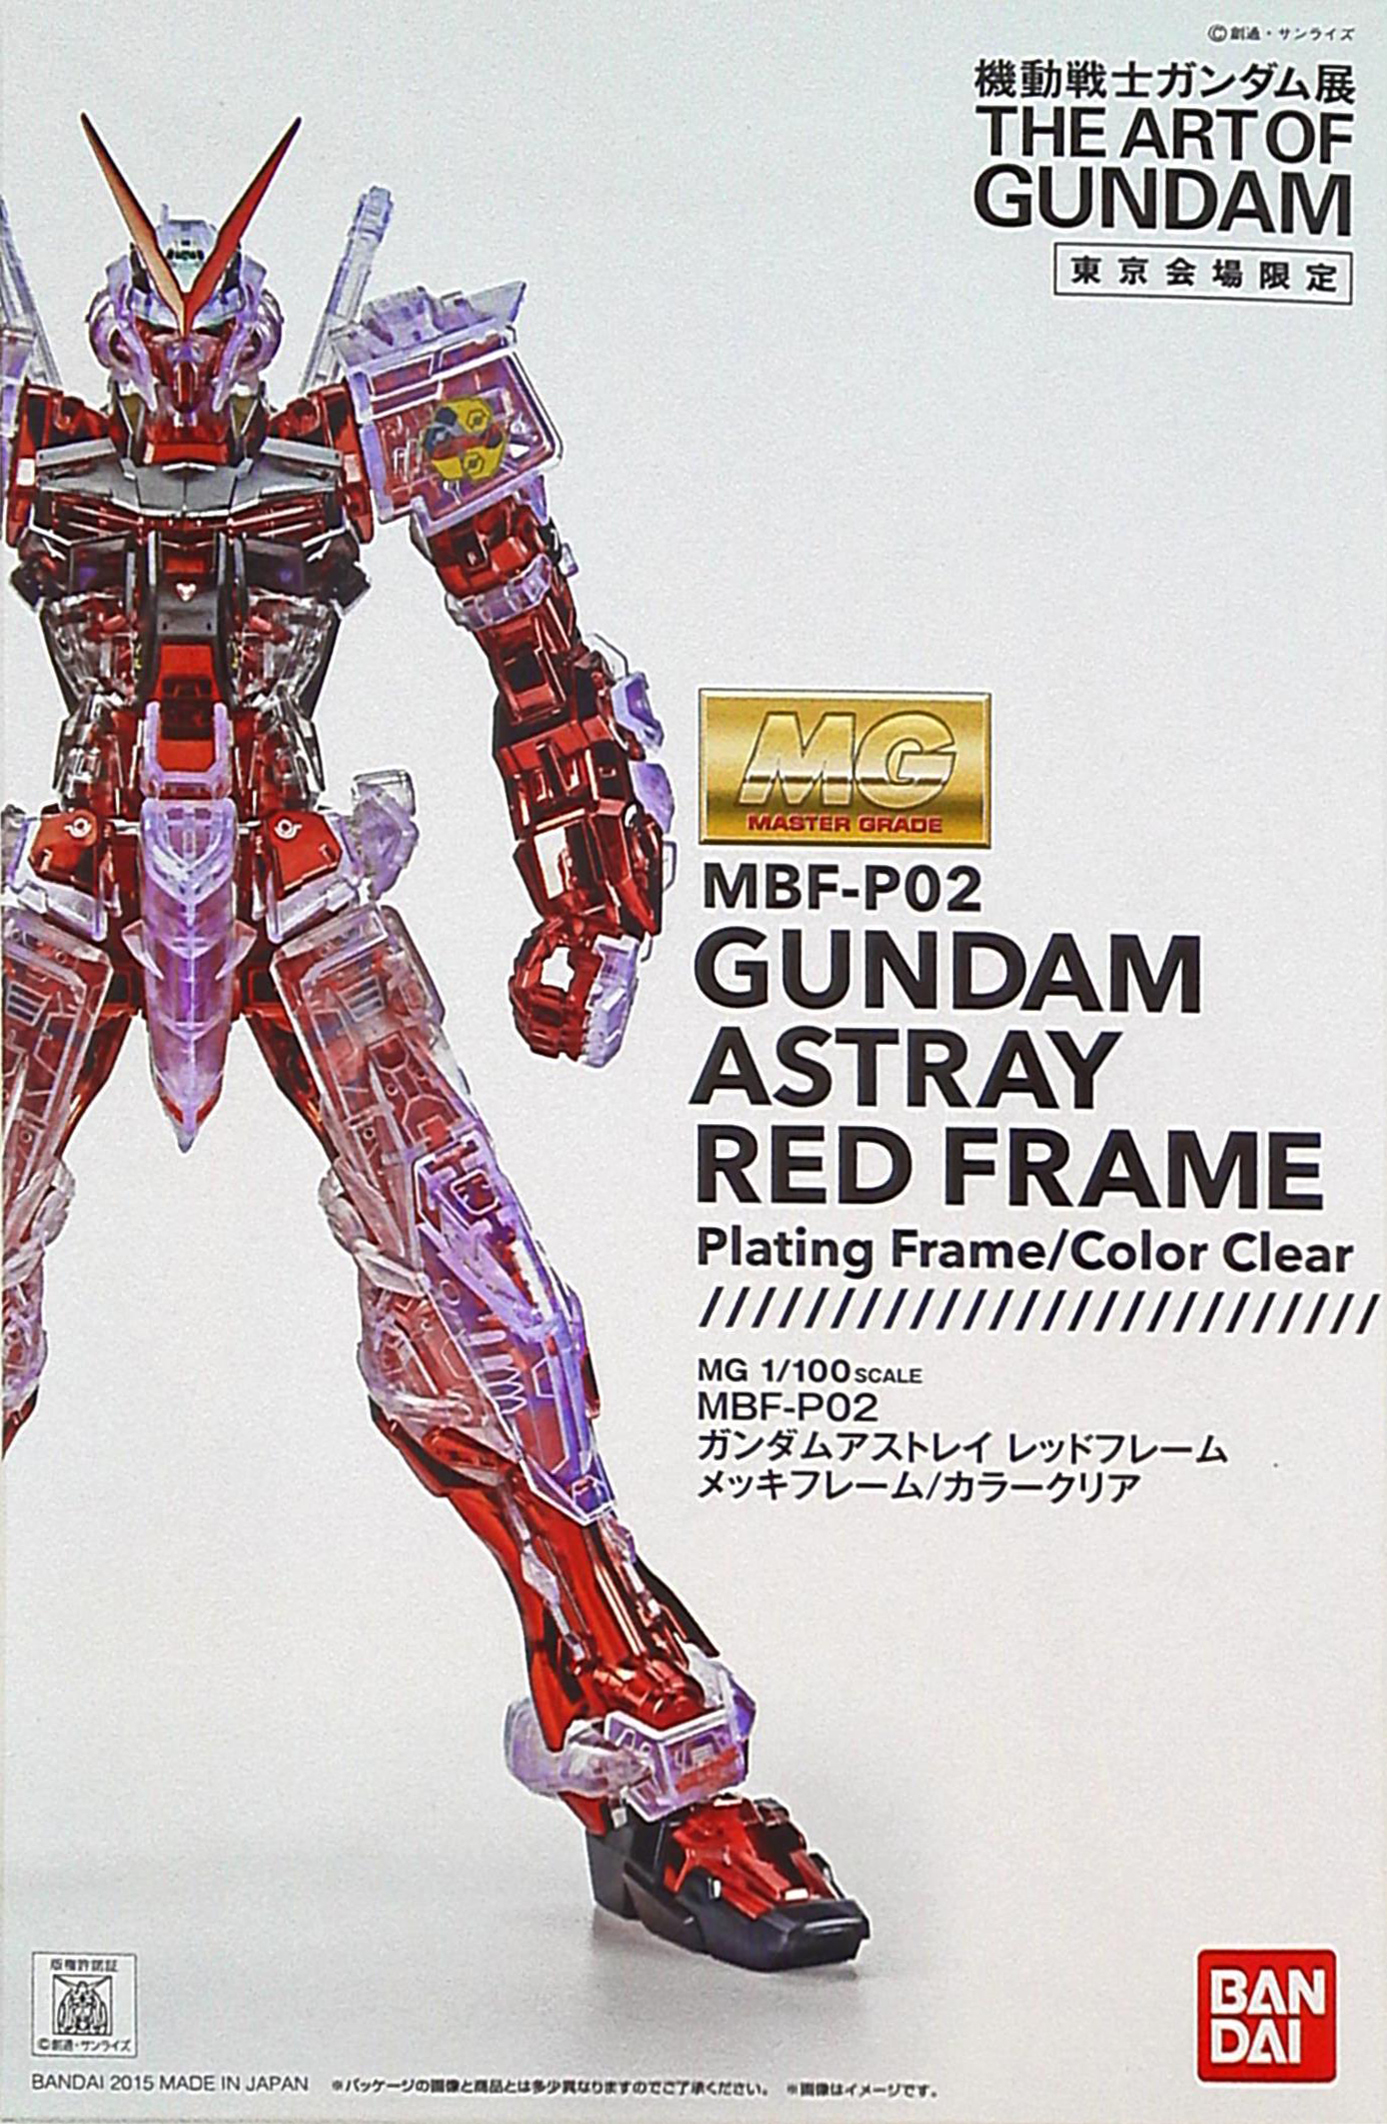 ©創通・サンライズ
機動戦士ガンダム展
THE ART OF
GUNDAM
東京会場限定
MG
MASTER GRADE
MBF-P02
GUNDAM
ASTRAY
RED FRAME
Plating Frame/Color Clear
////////////////////////////
MG 1/100 SCALE
MBF-P02
ガンダムアストレイ レッドフレーム
メッキフレーム/カラークリア
版権許諾証
©創通・サンライズ
BANDAI 2015 MADE IN JAPAN ※パッケージの画像と商品とは多少異なりますのでご了承ください。 ※画像はイメージです。
BAN
DAI